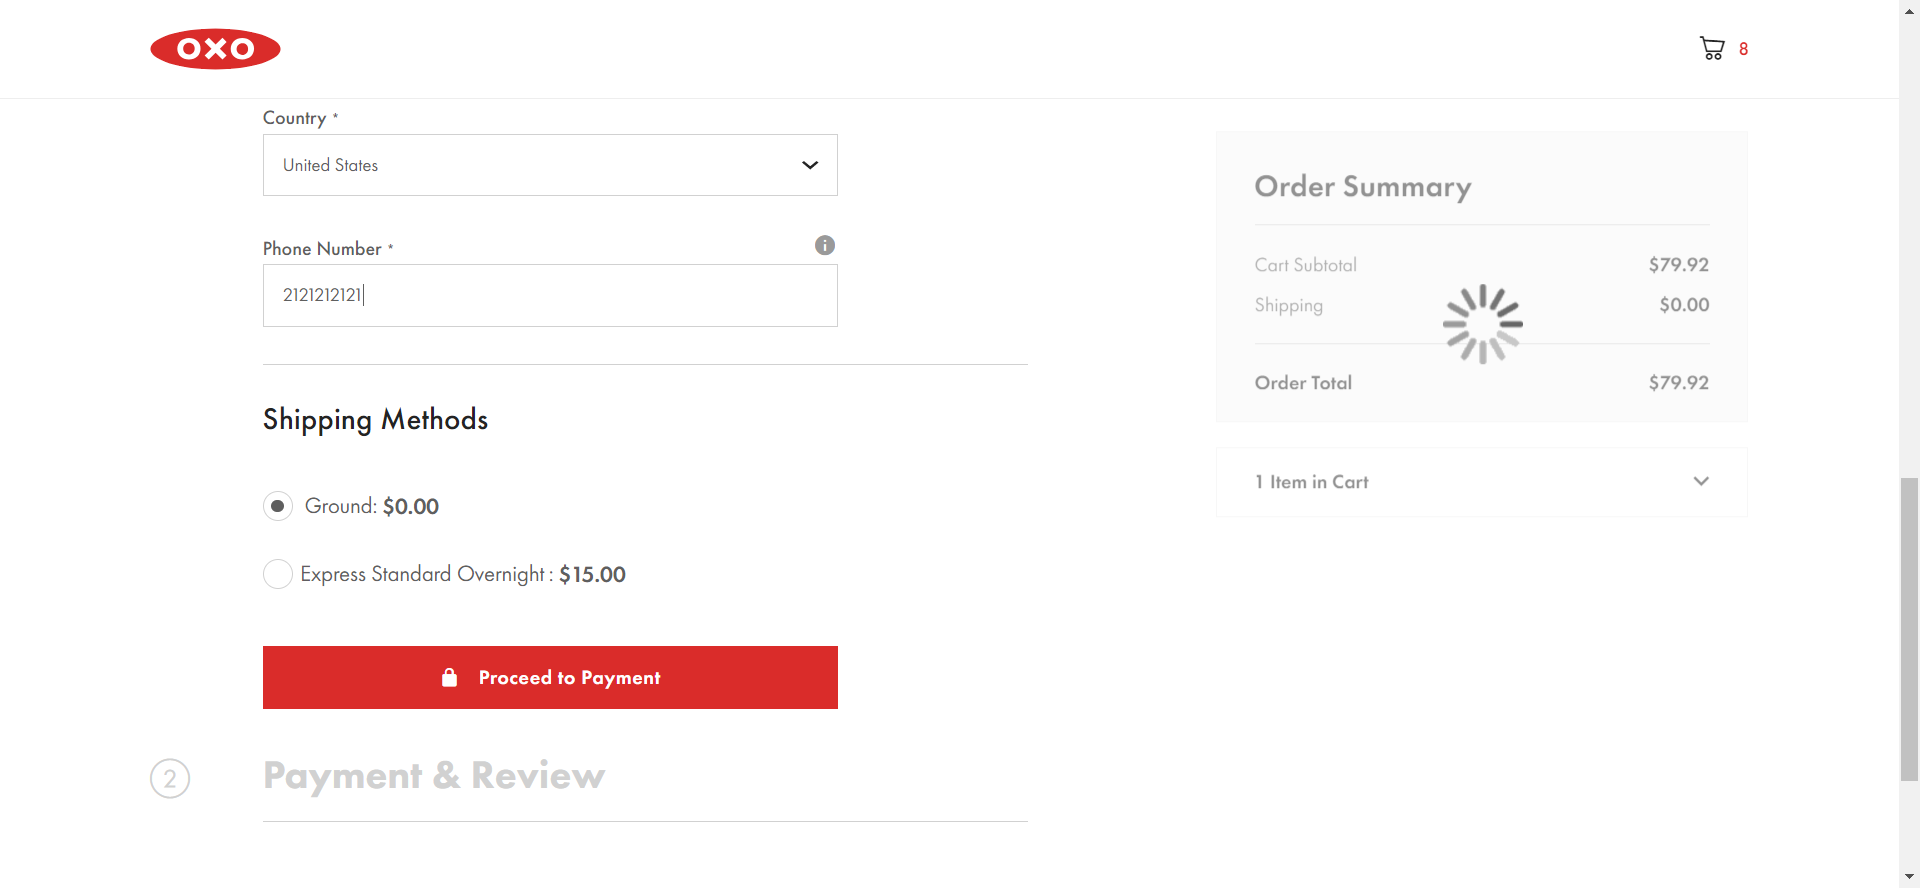 OXO
8
Country *
United States
Phone Number *
2121212121
Shipping Methods
Ground: $0.00
Express Standard Overnight : $15.00
Proceed to Payment
2 Payment & Review
Order Summary
Cart Subtotal $79.92
Shipping $0.00
Order Total $79.92
1 Item in Cart